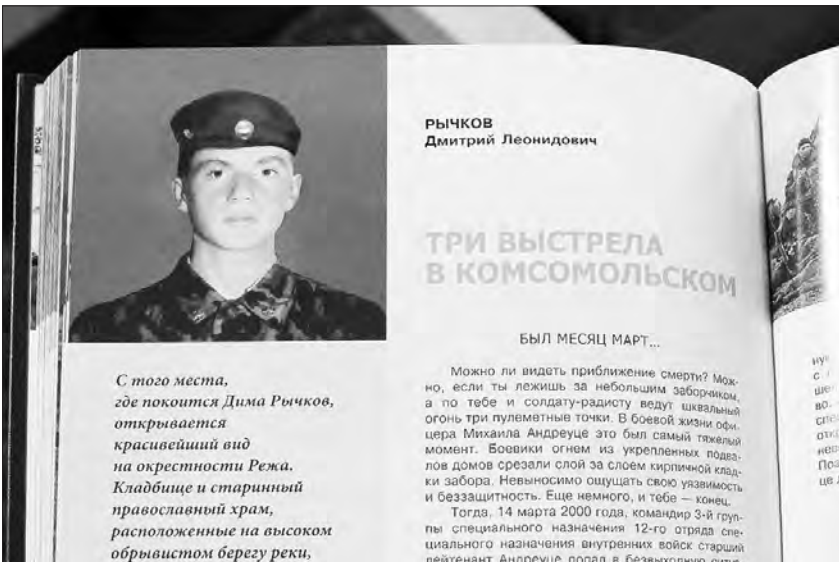 РЫЧКОВ
Дмитрий Леонидович
ТРИ ВЫСТРЕЛА
В КОМСОМОЛЬСКОМ
БЫЛ МЕСЯЦ МАРТ...
С того места,
где покоится Дима Рычков,
открывается
красивейший вид
на окрестности Режа.
Кладбище и старинный
православный храм,
расположенные на высоком
обрывистом берегу реки,
Можно ли видеть приближение смерти? Мож-
но, если ты лежишь за небольшим заборчиком,
а по тебе и солдату-радисту ведут шквальный
огонь три пулеметные точки. В боевой жизни офи-
цера Михаила Андреуце это был самый тяжелый
момент. Боевики огнем из укрепленных подва-
лов домов срезали слой за слоем кирпичной клад-
ки забора. Невыносимо ощущать свою уязвимость
и беззащитность. Еще немного, и тебе — конец.
Тогда, 14 марта 2000 года, командир 3-й груп-
пы специального назначения 12-го отряда спе-
циального назначения внутренних войск старший
лейтенант Андреуце попал в безвыходную